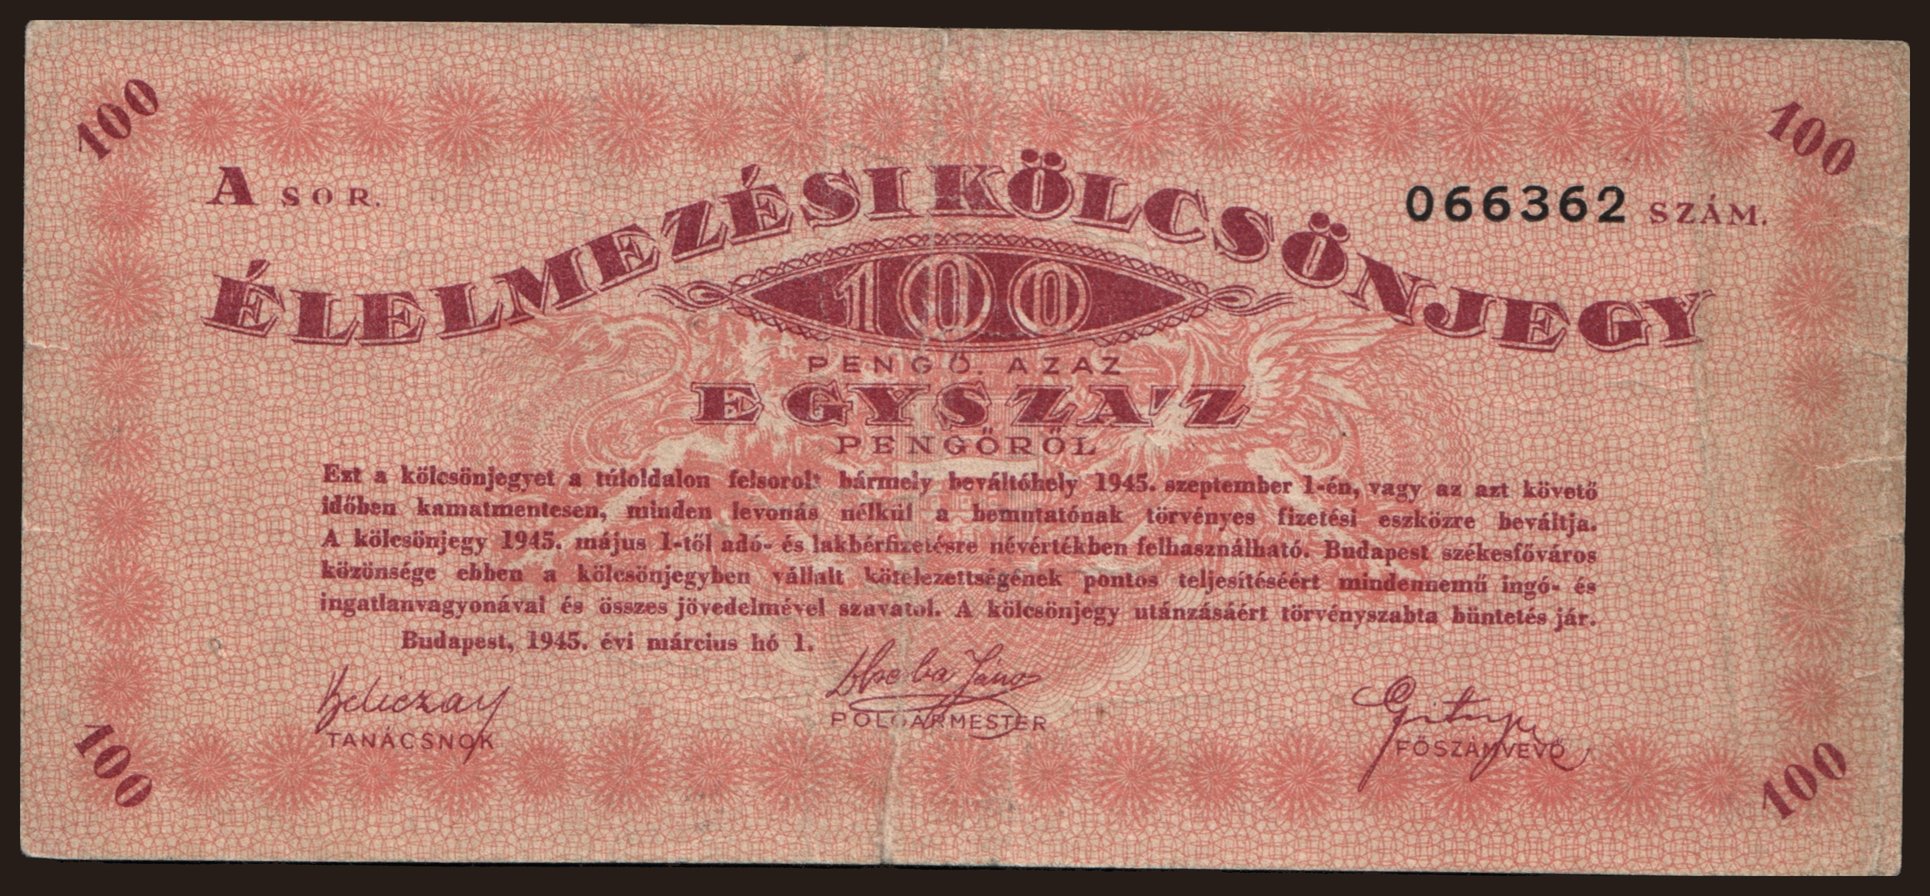 100
100
A SOR.
066362 SZÁM.
ÉLELMEZÉSI KÖLCSÖNJEGY
100
PENGŐ. AZAZ
EGYSZÁZ
PENGŐRŐL
Ezt a kölcsönjegyet a túloldalon felsorolt bármely beváltóhely 1945. szeptember 1-én, vagy az azt követő
időben kamatmentesen, minden levonás nélkül a bemutatónak törvényes fizetési eszközre beváltja.
A kölcsönjegy 1945. május 1-től adó- és lakbérfizetésre névértékben felhasználható. Budapest székesfőváros
közönsége ebben a kölcsönjegyben vállalt kötelezettségének pontos teljesítéséért mindennemű ingó- és
ingatlanvagyonával és összes jövedelmével szavatol. A kölcsönjegy utánzásáért törvényszabta büntetés jár.
Budapest, 1945. évi március hó 1.
Beliczay
Csorba János
TANÁCSNOK
POLGÁRMESTER
FŐSZÁMVEVŐ
100
100